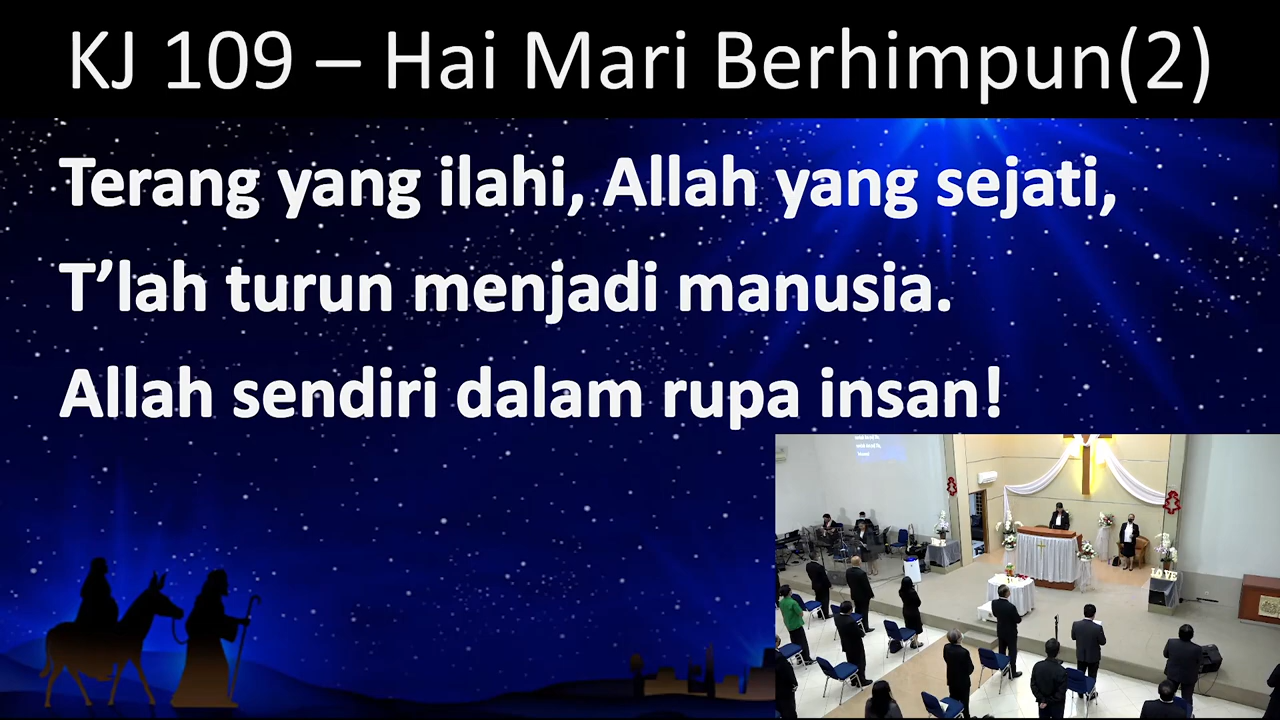 KJ 109 – Hai Mari Berhimpun(2)
Terang yang ilahi, Allah yang sejati,
T’lah turun menjadi manusia.
Allah sendiri dalam rupa insan!
LOVE